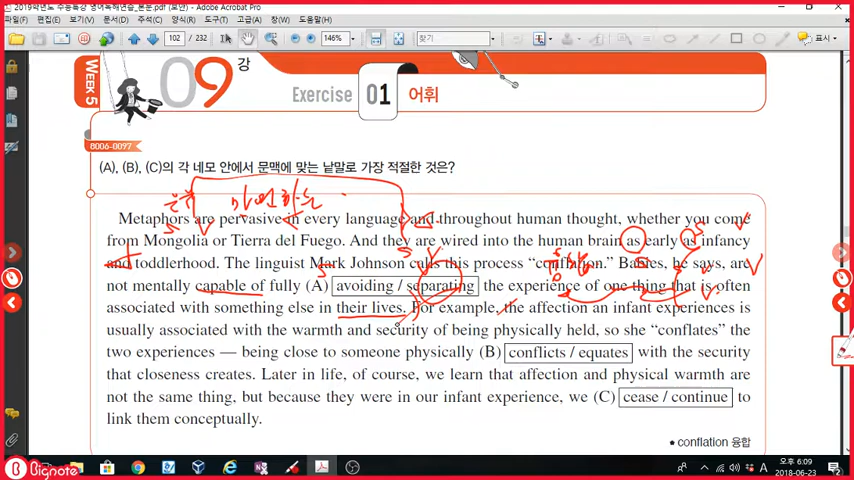 2019학년도 수능특강 영어독해연습_본문.pdf (보안) - Adobe Acrobat Pro
파일(F) 편집(E) 보기(V) 문서(D) 주석(C) 양식(R) 도구(T) 고급(A) 창(W) 도움말(H)
102 / 232
146%
찾기
표시
WEEK 5
09 강
Exercise 01 어휘
8006-0097
(A), (B), (C)의 각 네모 안에서 문맥에 맞는 낱말로 가장 적절한 것은?
Metaphors are pervasive in every language and throughout human thought, whether you come
from Mongolia or Tierra del Fuego. And they are wired into the human brain as early as infancy
and toddlerhood. The linguist Mark Johnson calls this process “conflation.” Babies, he says, are
not mentally capable of fully (A) avoiding / separating the experience of one thing that is often
associated with something else in their lives. For example, the affection an infant experiences is
usually associated with the warmth and security of being physically held, so she “conflates” the
two experiences — being close to someone physically (B) conflicts / equates with the security
that closeness creates. Later in life, of course, we learn that affection and physical warmth are
not the same thing, but because they were in our infant experience, we (C) cease / continue to
link them conceptually.
★ conflation 융합
Bignote
A
오후 6:09
2018-06-23
Bignote